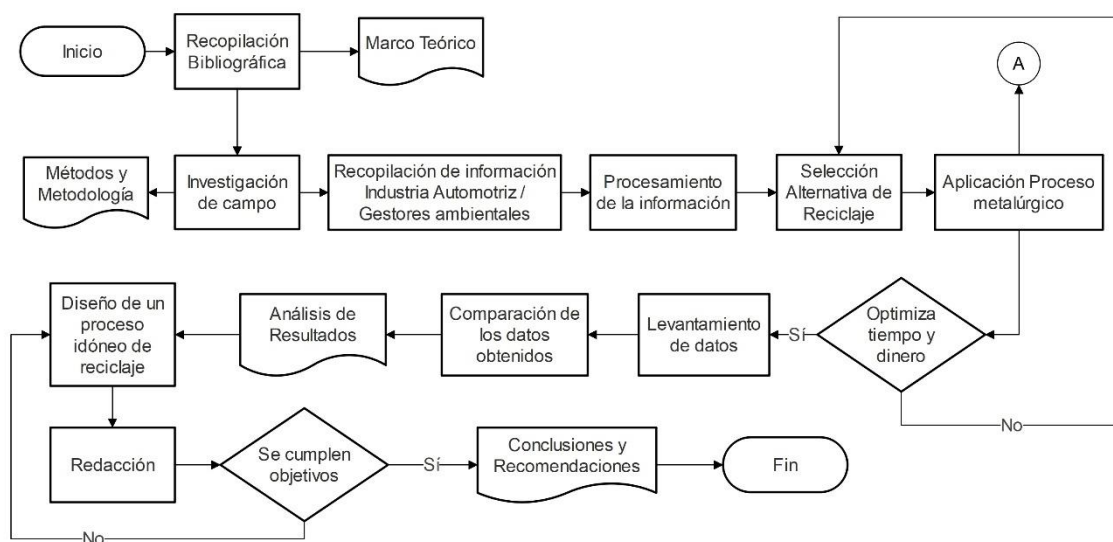 Inicio
Recopilación
Bibliográfica
Marco Teórico
A
Métodos y
Metodología
Investigación
de campo
Recopilación de información
Industria Automotriz /
Gestores ambientales
Procesamiento
de la información
Selección
Alternativa de
Reciclaje
Aplicación Proceso
metalúrgico
Diseño de un
proceso
idóneo de
reciclaje
Análisis de
Resultados
Comparación de
los datos
obtenidos
Levantamiento
de datos
Sí
Optimiza
tiempo y
dinero
No
Redacción
Se cumplen
objetivos
Sí
Conclusiones y
Recomendaciones
Fin
No